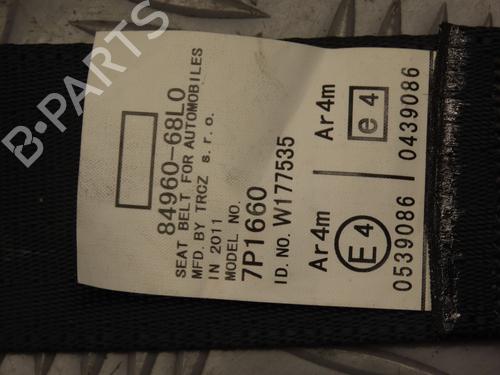 84960-68L0
SEAT BELT FOR AUTOMOBILES
MFD. BY TRCZ s. r. o.
IN 2011
MODEL NO.
7P1660
ID. NO. W177535
Ar4m Ar4m
E4 e4
0539086 0439086
B-PARTS